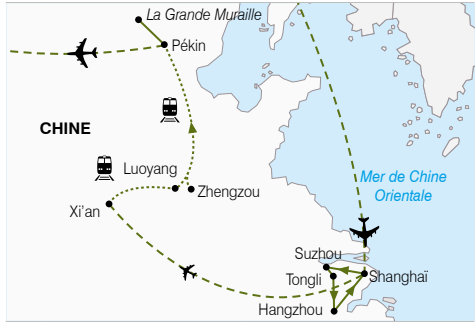 La Grande Muraille
Pékin
CHINE
Luoyang
Zhengzou
Xi'an
Mer de Chine
Orientale
Suzhou
Tongli
Shanghaï
Hangzhou